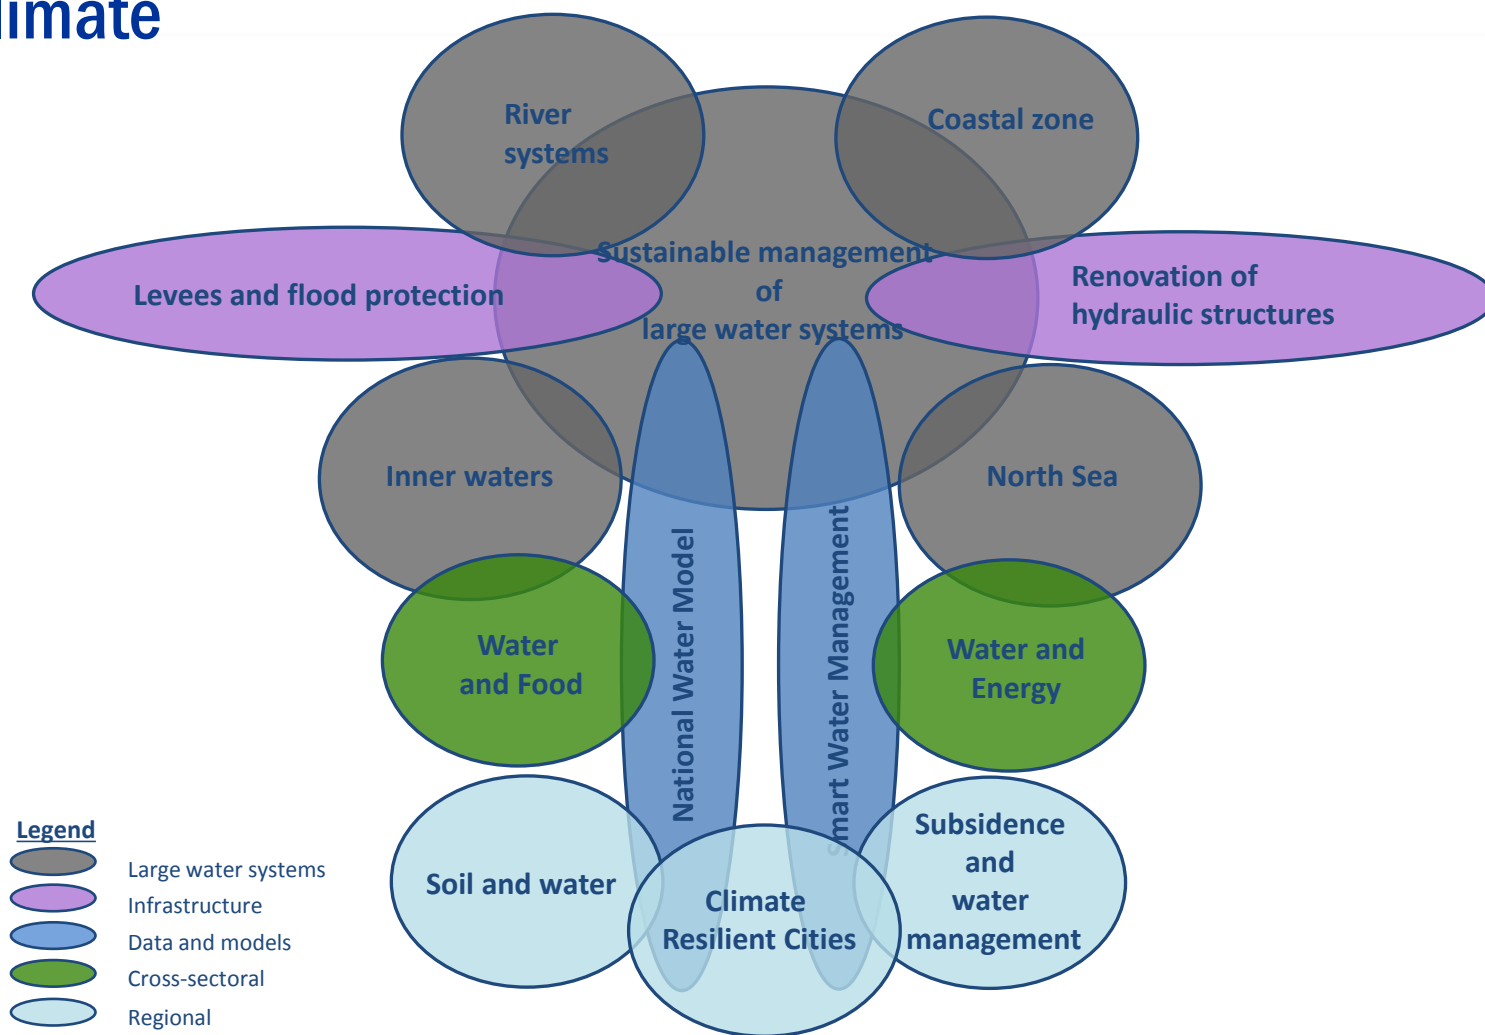 limate
River
systems
Coastal zone
Sustainable management
of
large water systems
Levees and flood protection
Renovation of
hydraulic structures
Inner waters
North Sea
National Water Model
Smart Water Management
Water
and Food
Water and
Energy
Soil and water
Climate
Resilient Cities
Subsidence
and
water
management
Legend
Large water systems
Infrastructure
Data and models
Cross-sectoral
Regional